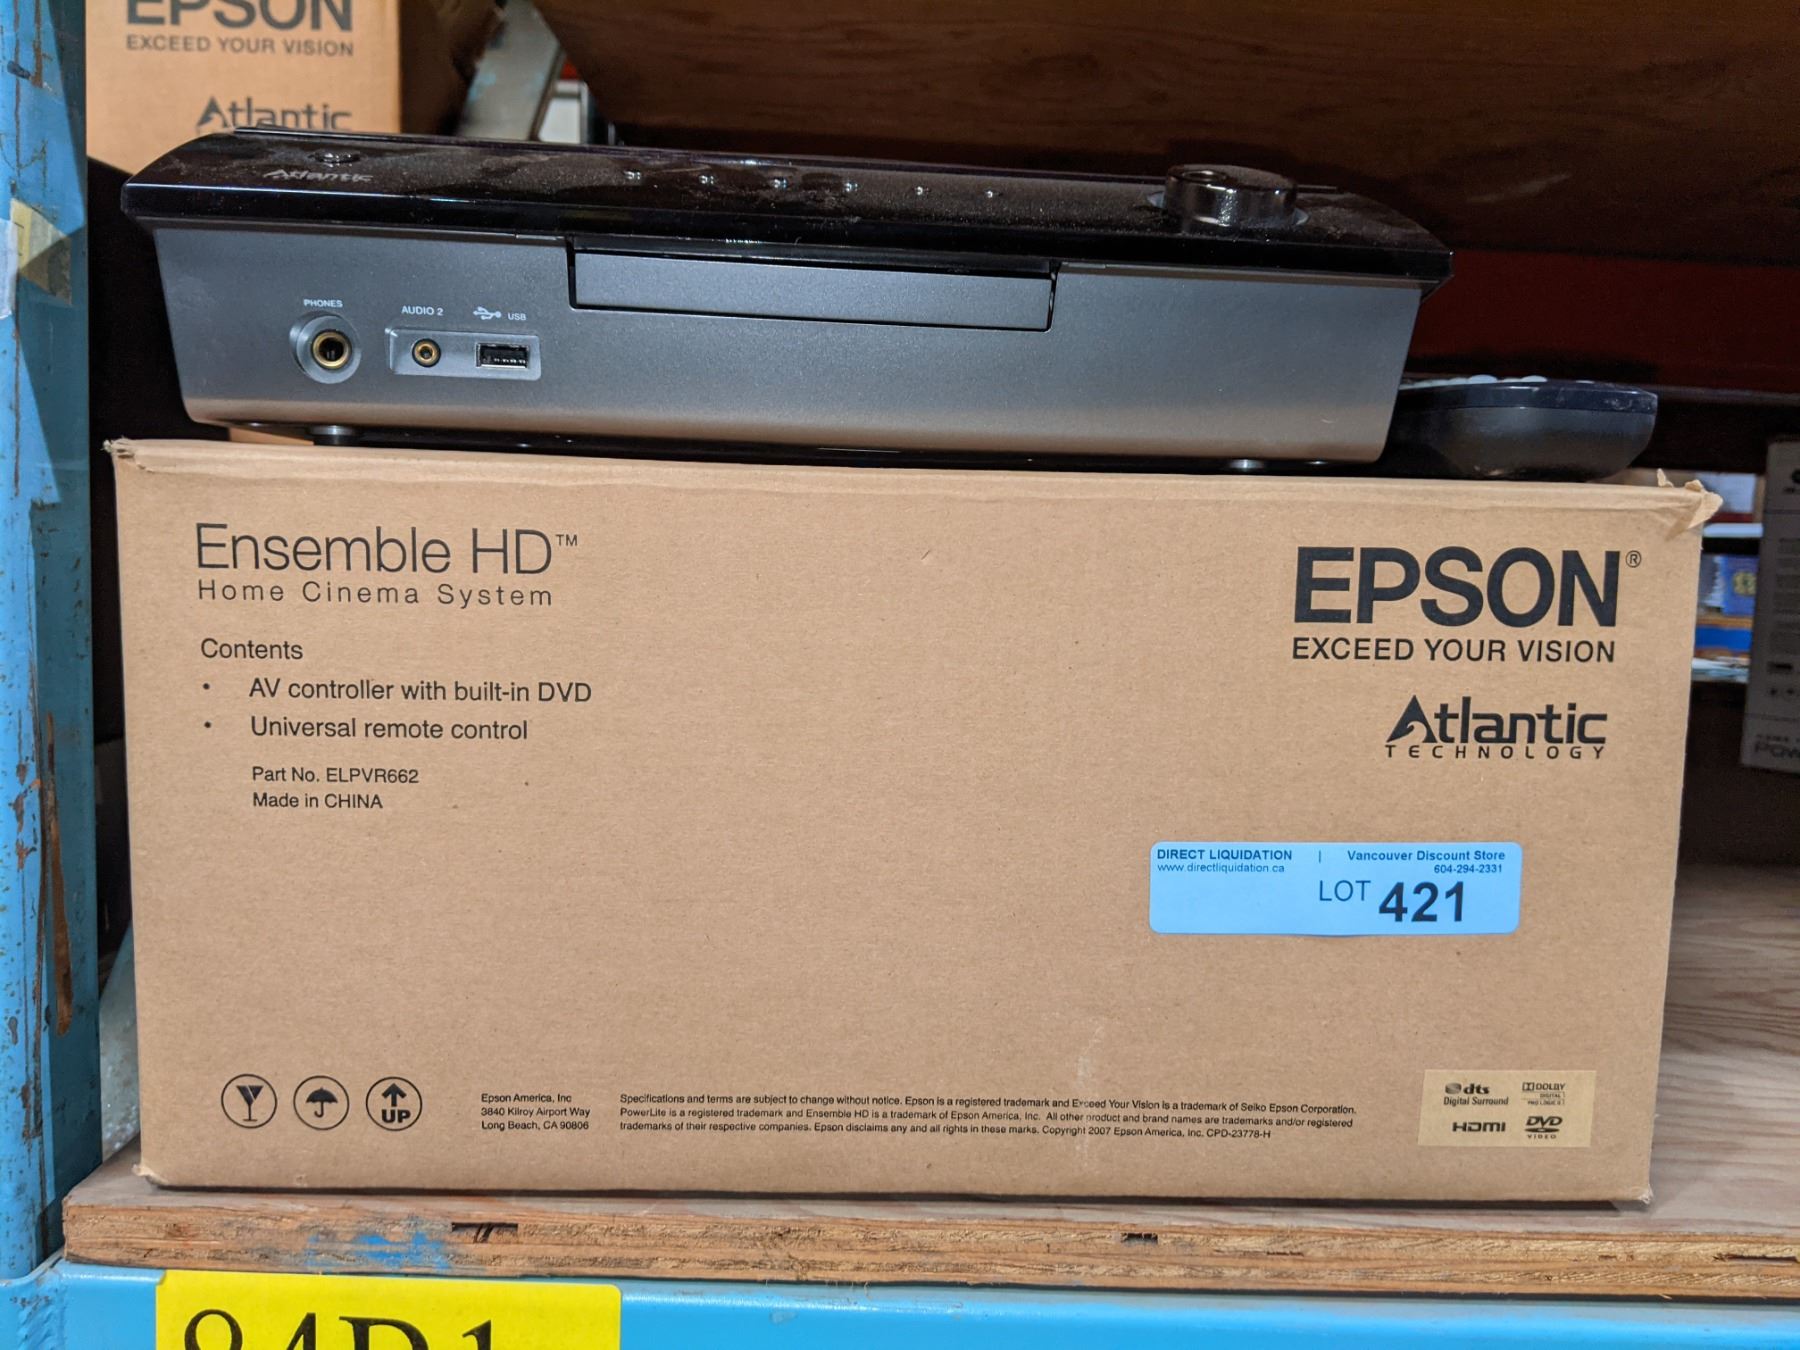 EPSON
EXCEED YOUR VISION
Atlantic
Atlantic
PHONES
AUDIO 2
USB
Ensemble HD™
Home Cinema System
Contents
• AV controller with built-in DVD
• Universal remote control
Part No. ELPVR662
Made in CHINA
EPSON®
EXCEED YOUR VISION
Atlantic
TECHNOLOGY
DIRECT LIQUIDATION | Vancouver Discount Store
www.directliquidation.ca 604-294-2331
LOT 421
UP
Epson America, Inc
3840 Kilroy Airport Way
Long Beach, CA 90806
Specifications and terms are subject to change without notice. Epson is a registered trademark and Exceed Your Vision is a trademark of Seiko Epson Corporation.
PowerLite is a registered trademark and Ensemble HD is a trademark of Epson America, Inc. All other product and brand names are trademarks and/or registered
trademarks of their respective companies. Epson disclaims any and all rights in these marks. Copyright 2007 Epson America, Inc. CPD-23778-H
dts
Digital Surround
DOLBY
DIGITAL
PRO LOGIC II
HDMI
DVD
VIDEO
84D1